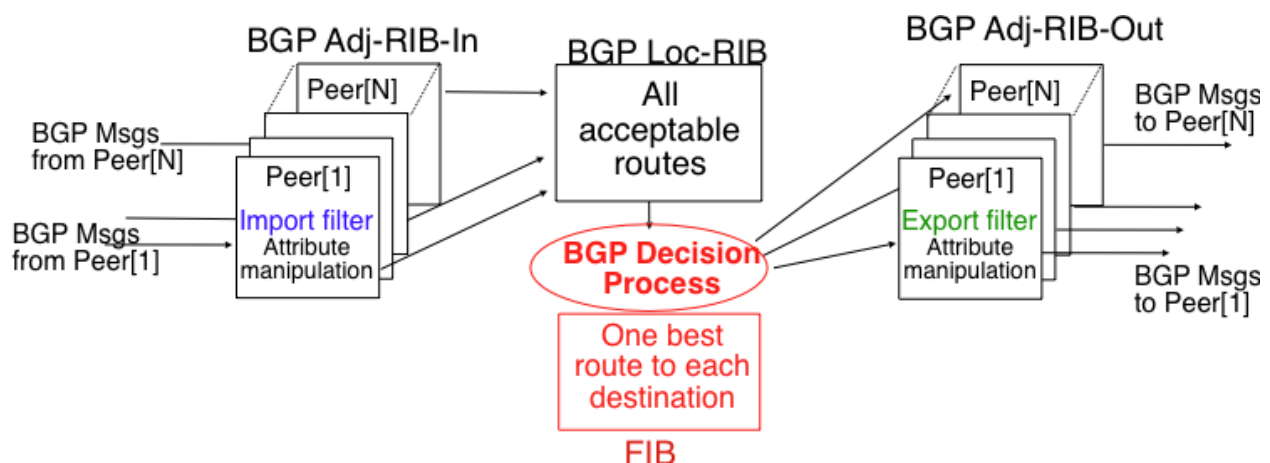 BGP Adj-RIB-In
Peer[N]
BGP Msgs
from Peer[N]
Peer[1]
Import filter
Attribute
manipulation
BGP Msgs
from Peer[1]
BGP Loc-RIB
All
acceptable
routes
BGP Decision
Process
One best
route to each
destination
FIB
BGP Adj-RIB-Out
Peer[N]
BGP Msgs
to Peer[N]
Peer[1]
Export filter
Attribute
manipulation
BGP Msgs
to Peer[1]